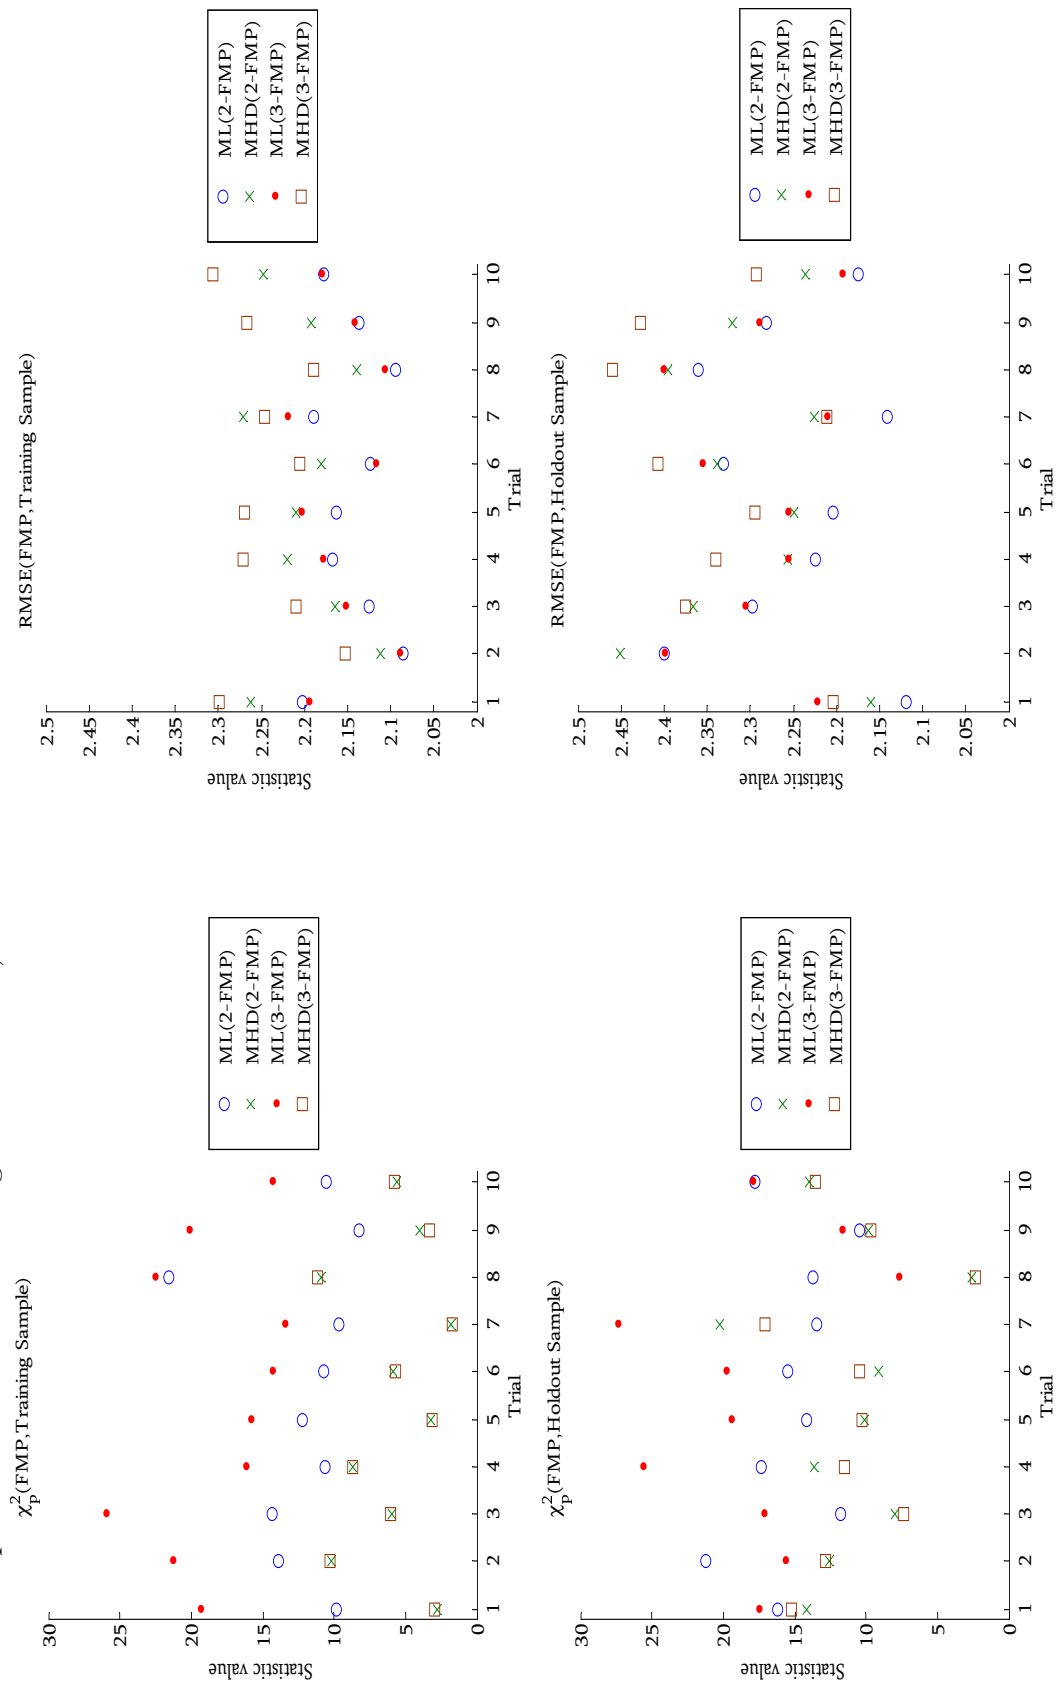 χ²p(FMP,Training Sample)
30
25
20
15
10
5
0
Statistic value
1 2 3 4 5 6 7 8 9 10
Trial
ML(2-FMP)
MHD(2-FMP)
ML(3-FMP)
MHD(3-FMP)
RMSE(FMP,Training Sample)
2.5
2.45
2.4
2.35
2.3
2.25
2.2
2.15
2.1
2.05
2
Statistic value
1 2 3 4 5 6 7 8 9 10
Trial
ML(2-FMP)
MHD(2-FMP)
ML(3-FMP)
MHD(3-FMP)
χ²p(FMP,Holdout Sample)
30
25
20
15
10
5
0
Statistic value
1 2 3 4 5 6 7 8 9 10
Trial
ML(2-FMP)
MHD(2-FMP)
ML(3-FMP)
MHD(3-FMP)
RMSE(FMP,Holdout Sample)
2.5
2.45
2.4
2.35
2.3
2.25
2.2
2.15
2.1
2.05
2
Statistic value
1 2 3 4 5 6 7 8 9 10
Trial
ML(2-FMP)
MHD(2-FMP)
ML(3-FMP)
MHD(3-FMP)